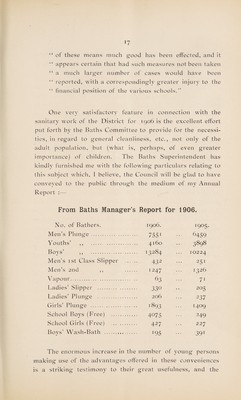 17
“ of these means much good has been effected, and it
“ appears certain that had such measures not been taken
“ a much larger number of cases would have been
“ reported, with a correspondingly greater injury to the
“ financial position of the various schools.”
One very satisfactory feature in connection with the
sanitary work of the District for 1906 is the excellent effort
put forth by the Baths Committee to provide for the necessi-
ties, in regard to general cleanliness, etc., not only of the
adult population, but (what is, perhaps, of even greater
importance) of children. The Baths Superintendent has
kindly furnished me with the following particulars relating to
this subject which, I believe, the Council will be glad to have
conveyed to the public through the medium of my Annual
Report :—
From Baths Manager's Report for 1906.
No. of Bathers. 1906. 1905.
Men's Plunge ... 7551 ... 6459
Youths' ,, ... 4160 ... 3898
Boys' ,, ... 13284 ... 10224
Men's 1st Class Slipper ... 432 ... 251
Men's 2nd ,, ... 1247 ... 1326
Vapour ... 63 ... 71
Ladies' Slipper ... 330 ... 205
Ladies' Plunge ... 206 ... 237
Girls' Plunge ... 1893 ... 1409
School Boys (Free) ... 4075 ... 249
School Girls (Free) ... 427 ... 227
Boys' Wash-Bath ... 195 ... 391
The enormous increase in the number of young persons
making use of the advantages offered in these conveniences
is a striking testimony to their great usefulness, and the